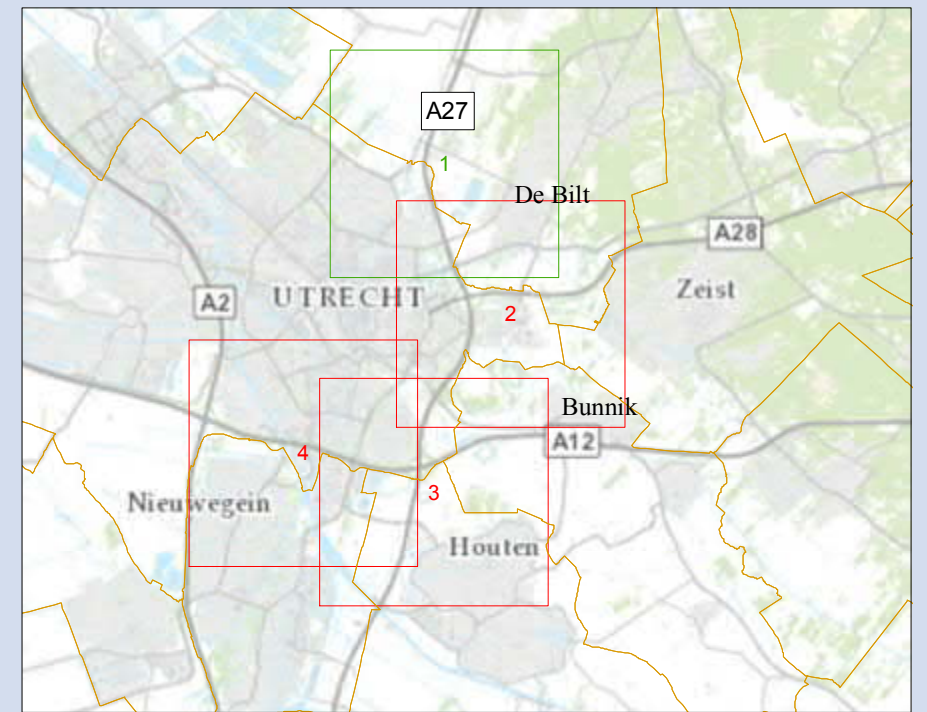 A27
1
De Bilt
A28
Zeist
UTRECHT
A2
2
Bunnik
A12
4
3
Nieuwegein
Houten